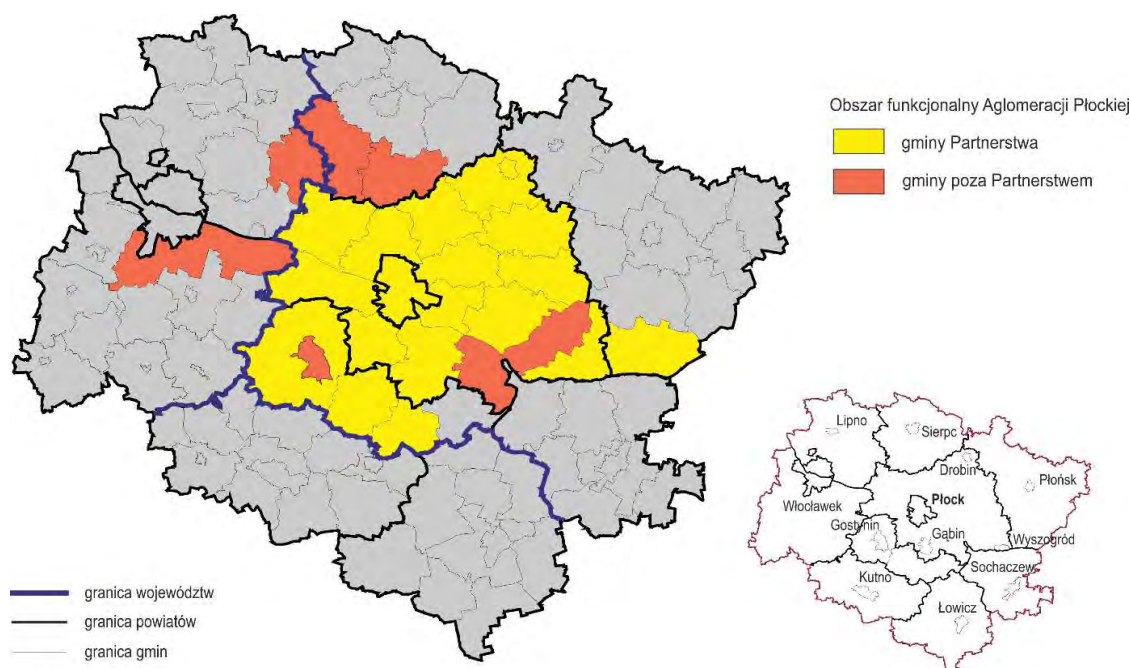 Obszar funkcjonalny Aglomeracji Płockiej
gminy Partnerstwa
gminy poza Partnerstwem
granica województw
granica powiatów
granica gmin
Lipno
Sierpc
Drobin
Płońsk
Włocławek
Płock
Gostynin
Gąbin
Wyszogród
Sochaczew
Kutno
Łowicz